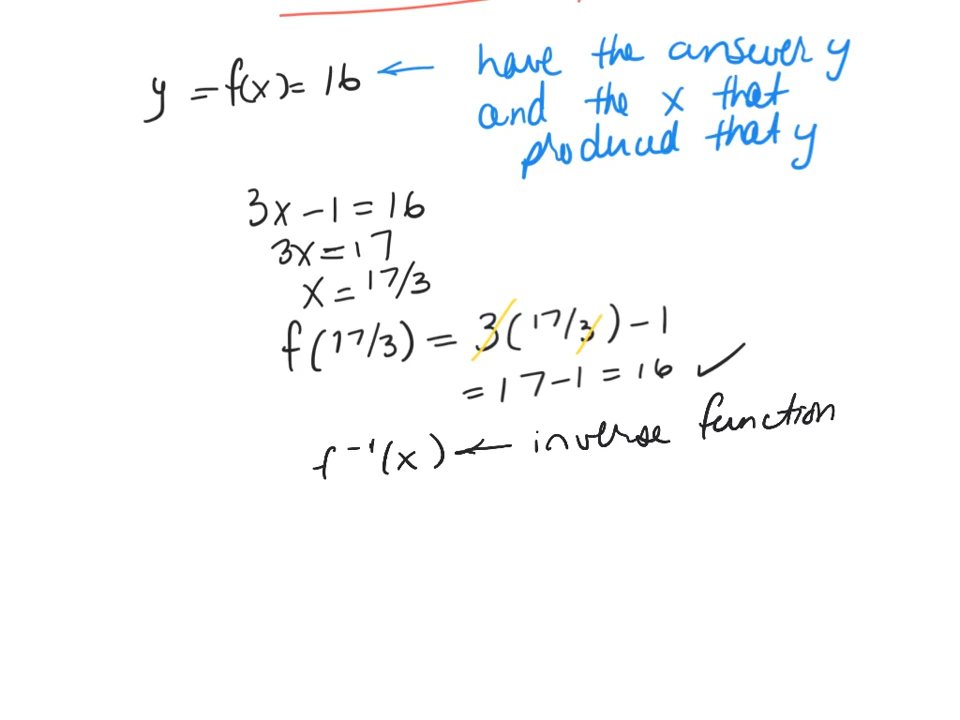 y = f(x) = 16 ← have the answer y
and the x that
produced that y
3x - 1 = 16
3x = 17
x = 17/3
f(17/3) = 3(17/3) - 1
= 17 - 1 = 16 ✓
f⁻¹(x) ← inverse function